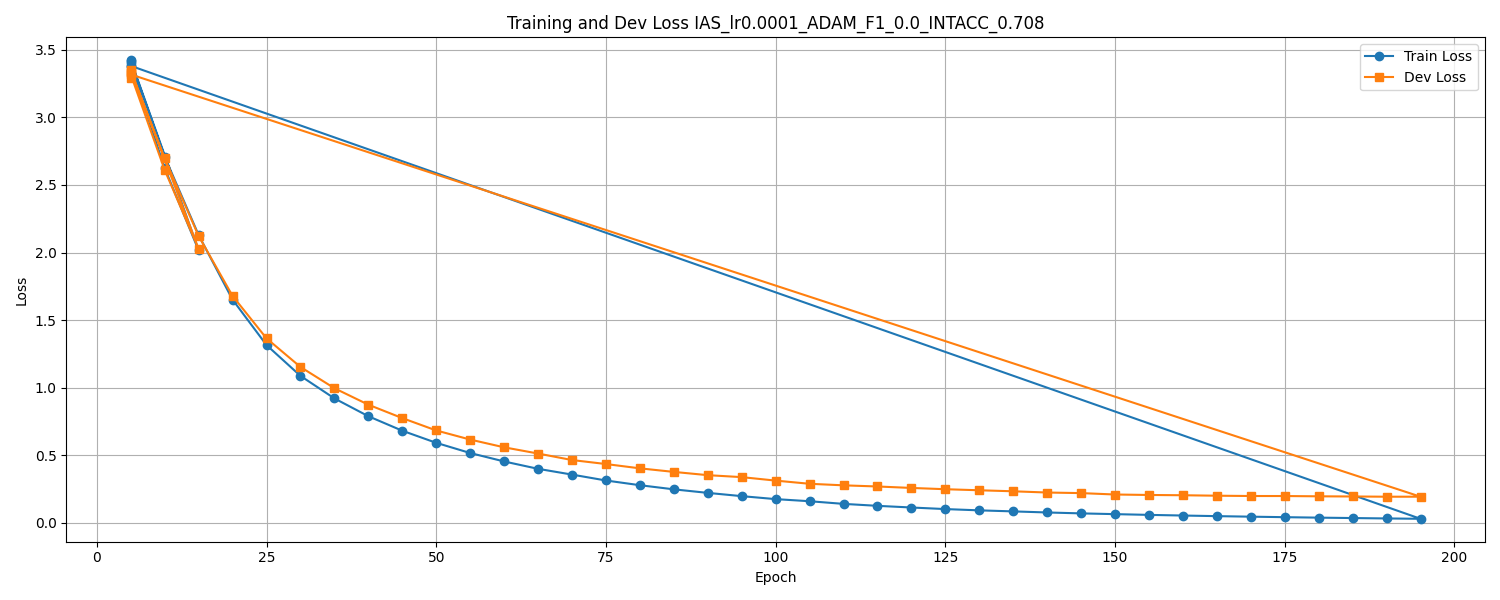 Training and Dev Loss IAS_lr0.0001_ADAM_F1_0.0_INTACC_0.708
Train Loss
Dev Loss
3.5
3.0
2.5
2.0
1.5
1.0
0.5
0.0
Loss
0 25 50 75 100 125 150 175 200
Epoch